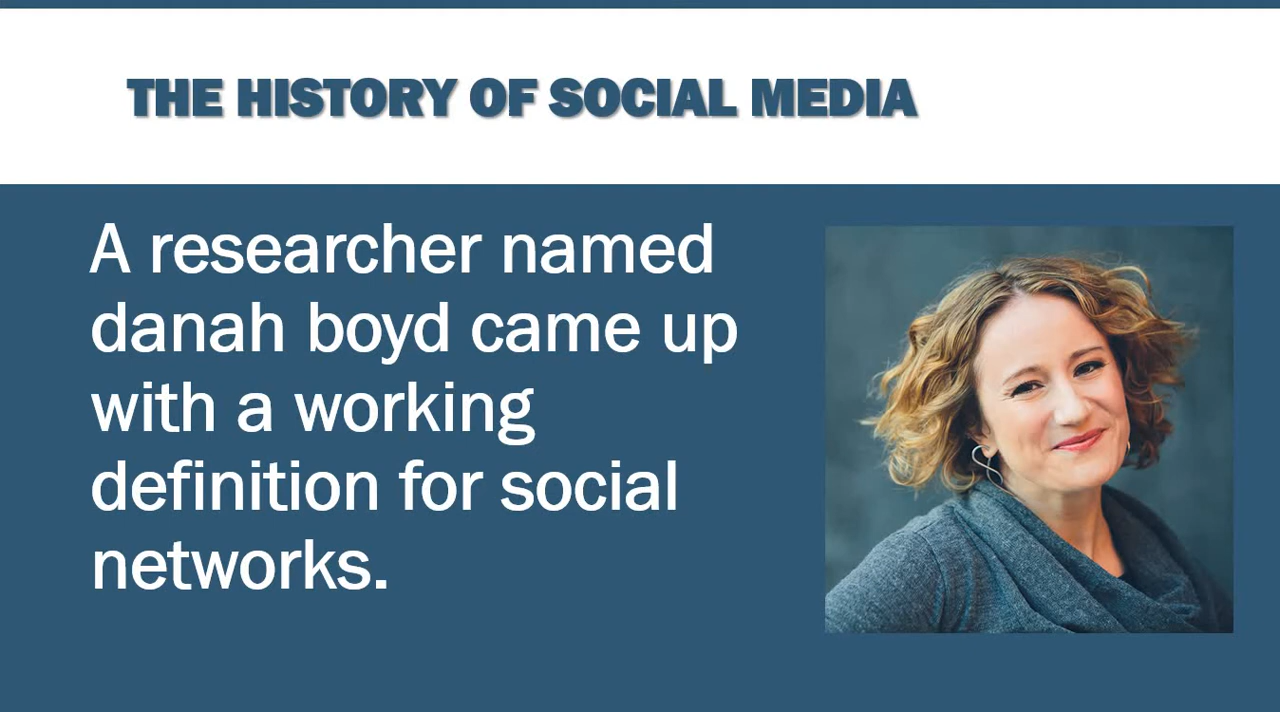 THE HISTORY OF SOCIAL MEDIA
A researcher named
danah boyd came up
with a working
definition for social
networks.